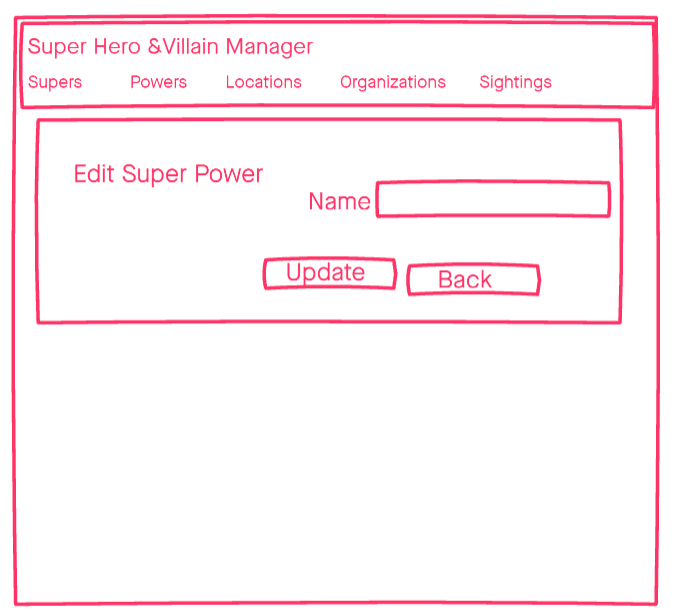 Super Hero &Villain Manager
Supers Powers Locations Organizations Sightings
Edit Super Power
Name
Update Back